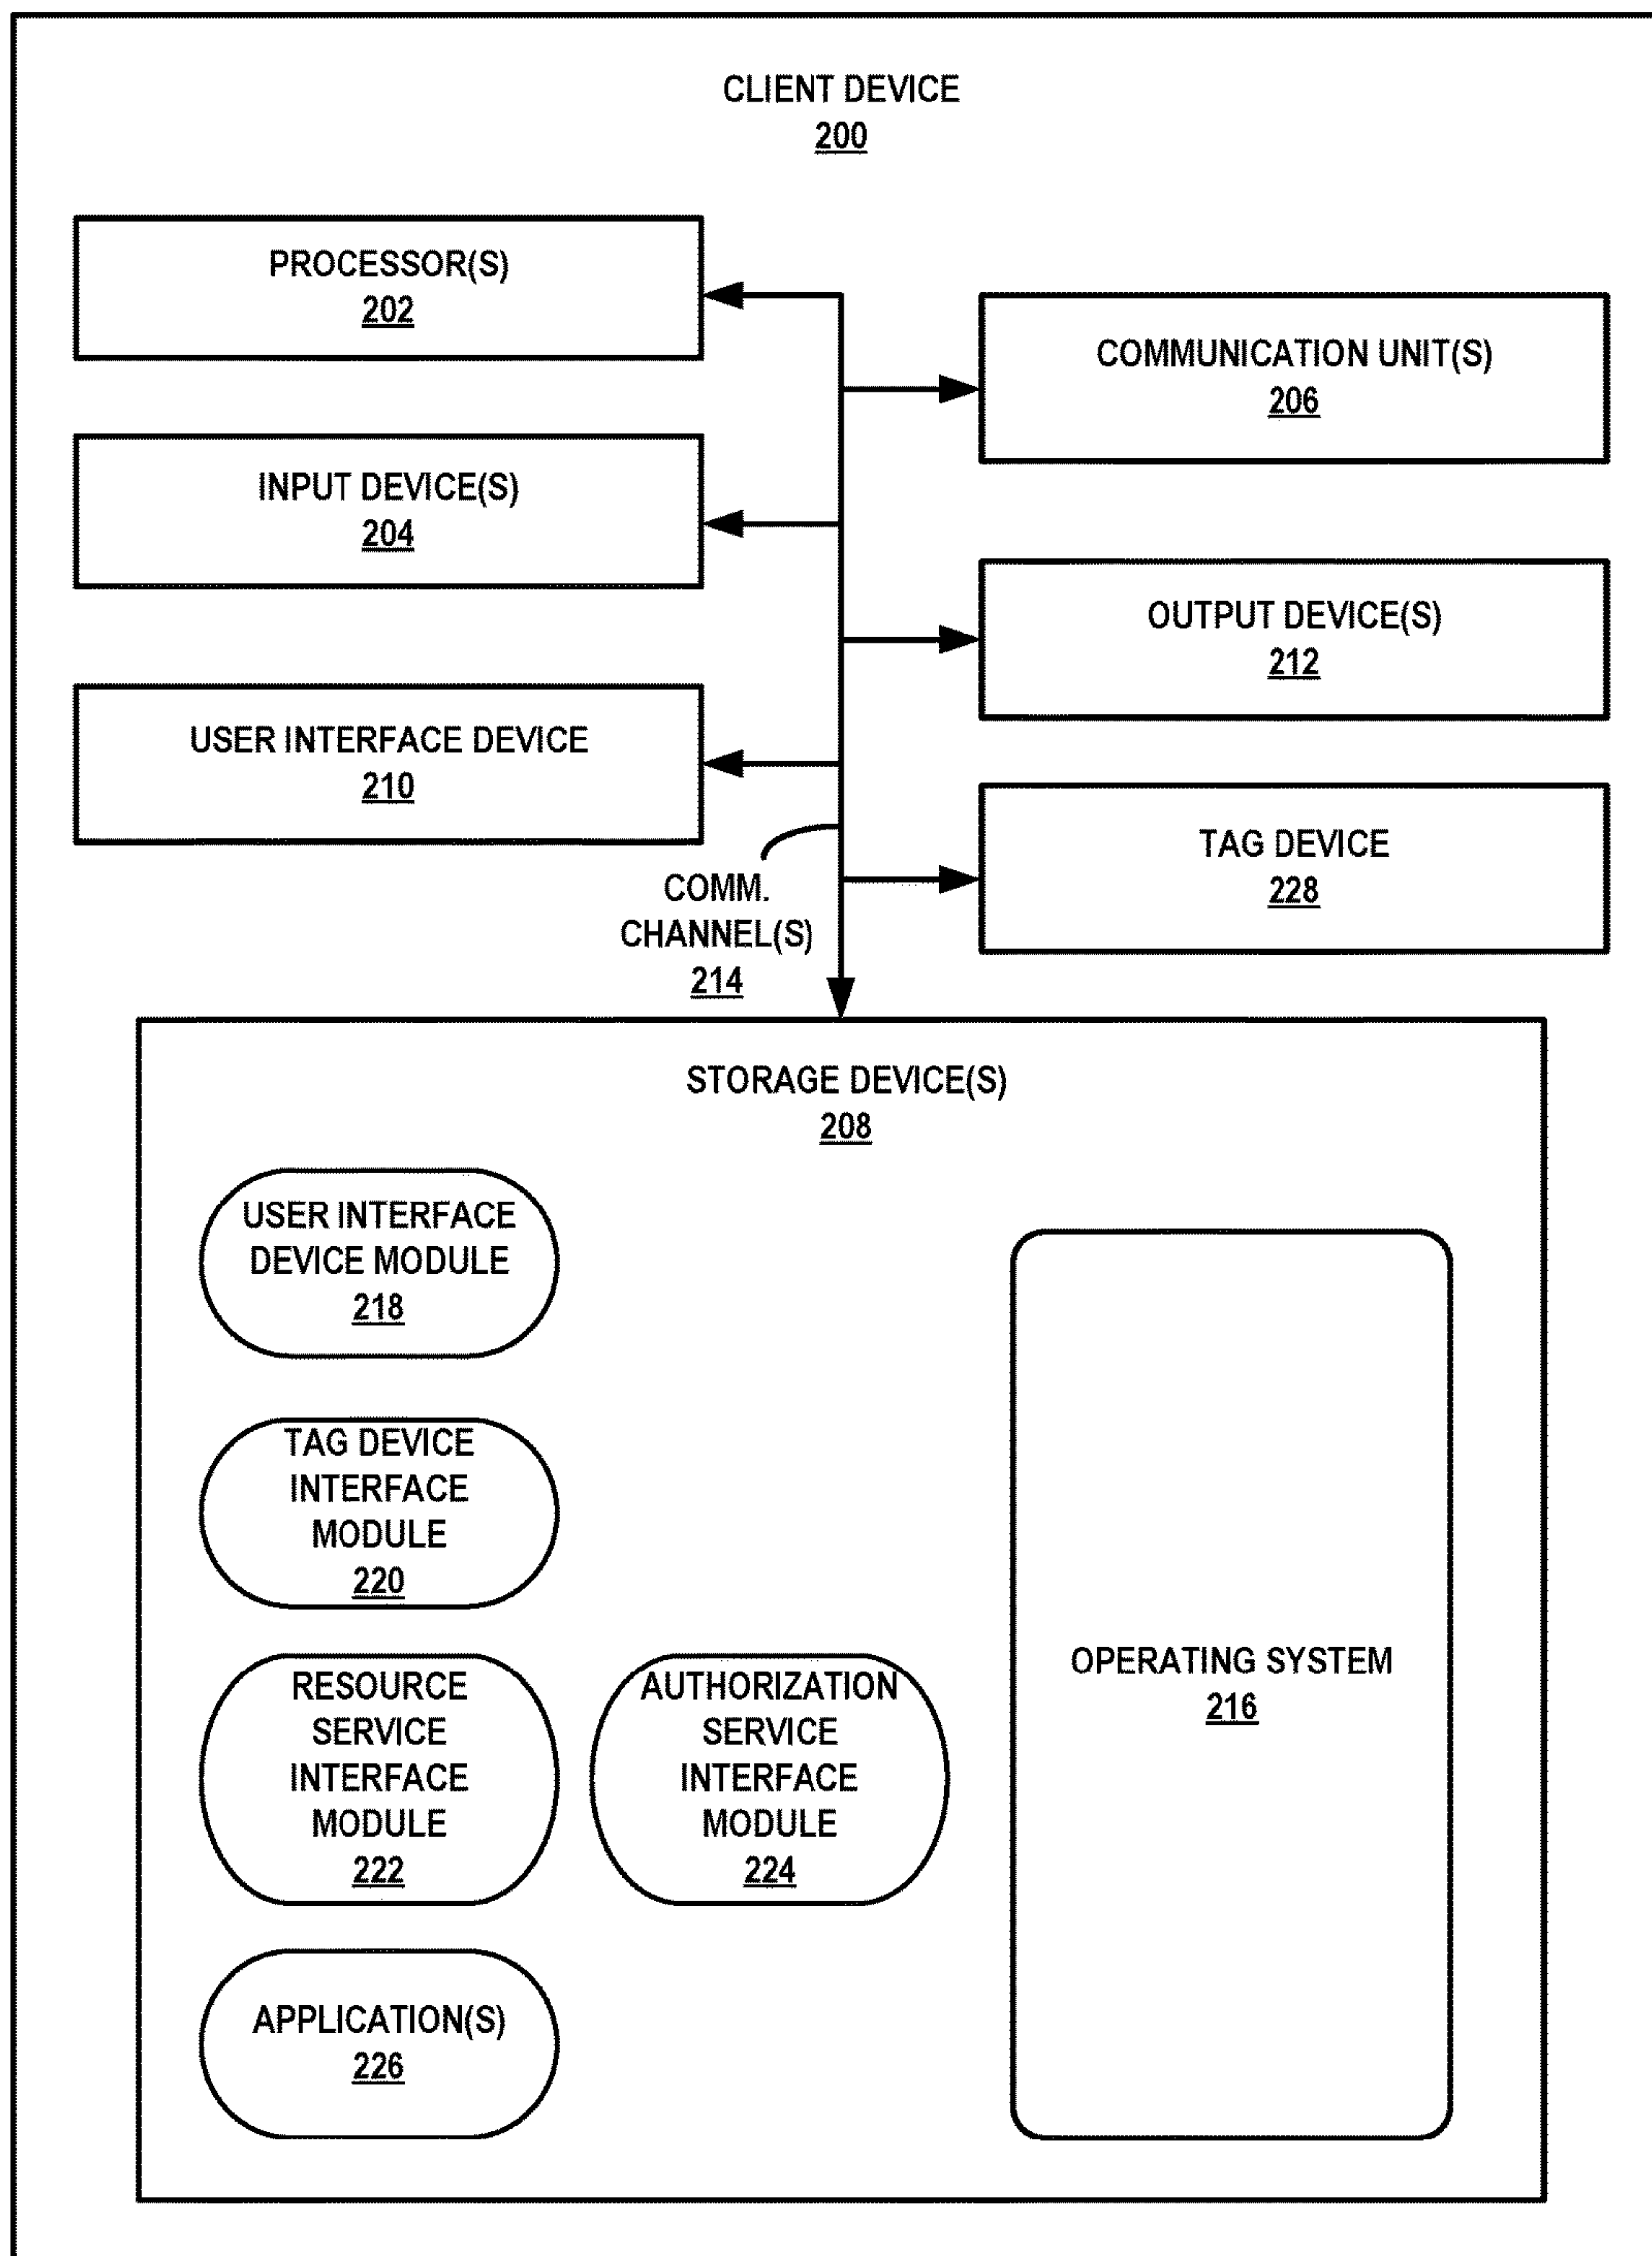 CLIENT DEVICE
200
PROCESSOR(S)
202
COMMUNICATION UNIT(S)
206
INPUT DEVICE(S)
204
OUTPUT DEVICE(S)
212
USER INTERFACE DEVICE
210
TAG DEVICE
228
COMM.
CHANNEL(S)
214
STORAGE DEVICE(S)
208
USER INTERFACE
DEVICE MODULE
218
TAG DEVICE
INTERFACE
MODULE
220
RESOURCE
SERVICE
INTERFACE
MODULE
222
AUTHORIZATION
SERVICE
INTERFACE
MODULE
224
APPLICATION(S)
226
OPERATING SYSTEM
216